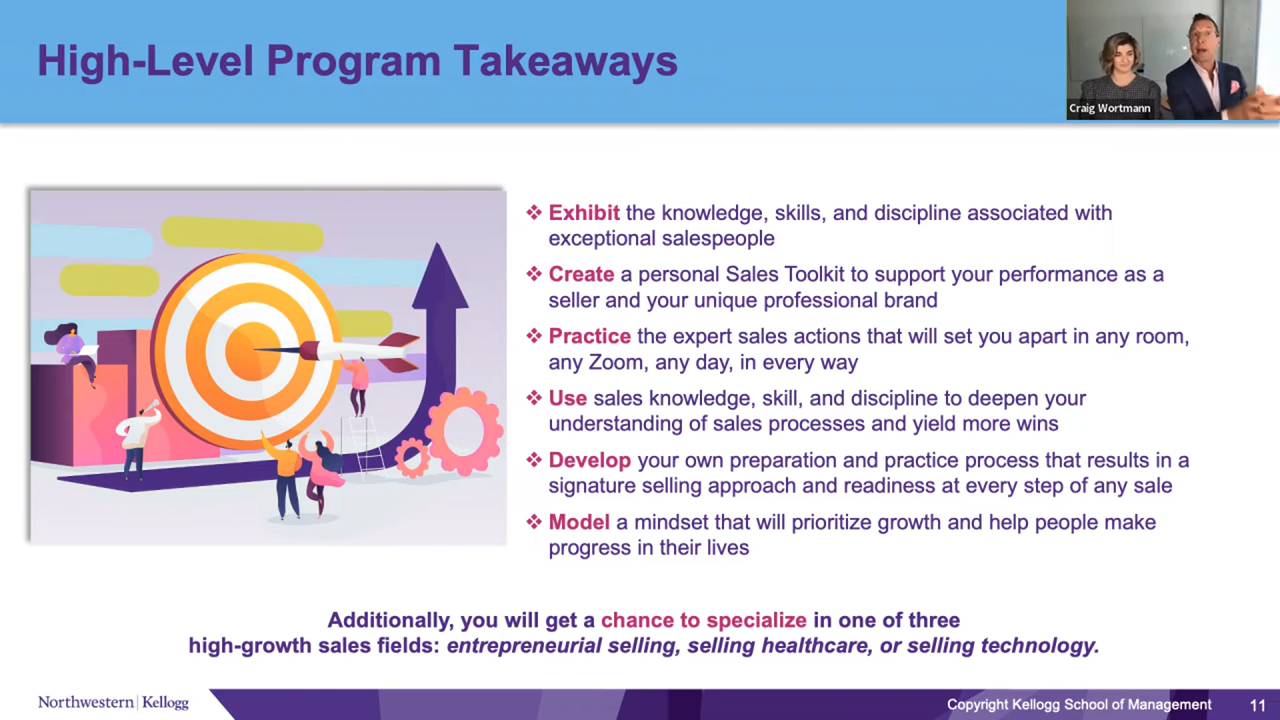 High-Level Program Takeaways
Craig Wortmann
❖ Exhibit the knowledge, skills, and discipline associated with
exceptional salespeople
❖ Create a personal Sales Toolkit to support your performance as a
seller and your unique professional brand
❖ Practice the expert sales actions that will set you apart in any room,
any Zoom, any day, in every way
❖ Use sales knowledge, skill, and discipline to deepen your
understanding of sales processes and yield more wins
❖ Develop your own preparation and practice process that results in a
signature selling approach and readiness at every step of any sale
❖ Model a mindset that will prioritize growth and help people make
progress in their lives
Additionally, you will get a chance to specialize in one of three
high-growth sales fields: entrepreneurial selling, selling healthcare, or selling technology.
Northwestern | Kellogg
Copyright Kellogg School of Management 11